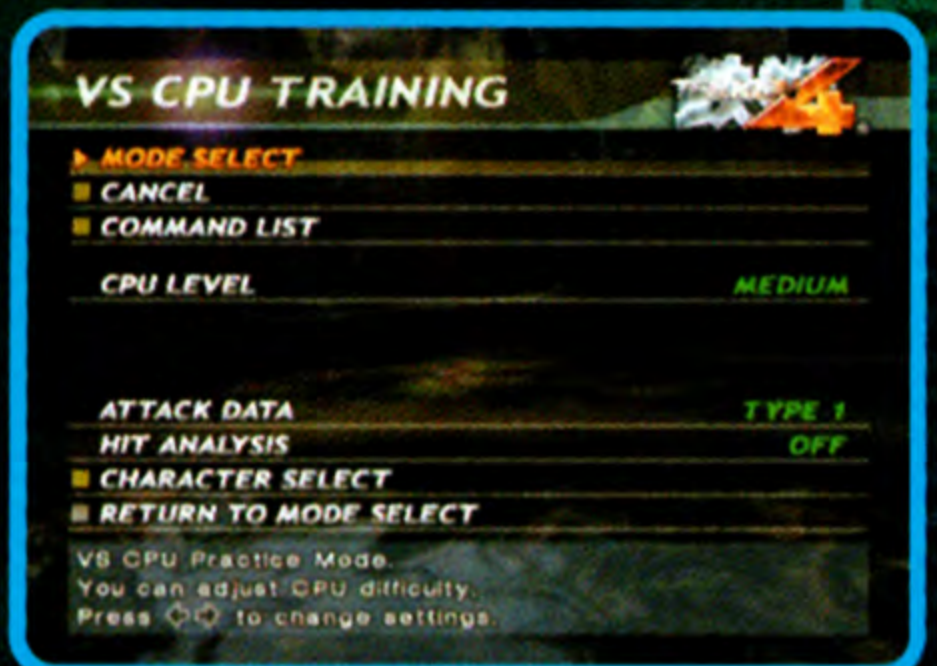 VS CPU TRAINING
4
MODE SELECT
CANCEL
COMMAND LIST
CPU LEVEL MEDIUM
ATTACK DATA TYPE 1
HIT ANALYSIS OFF
CHARACTER SELECT
RETURN TO MODE SELECT
VS CPU Practice Mode.
You can adjust CPU difficulty.
Press ⇦⇨ to change settings.